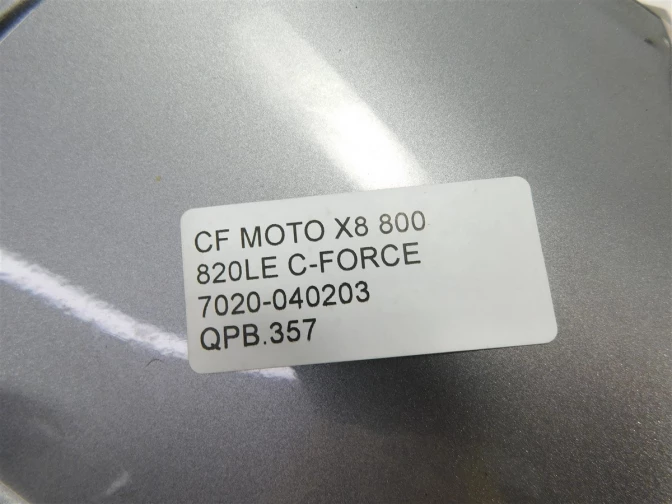 CF MOTO X8 800
820LE C-FORCE
7020-040203
QPB.357